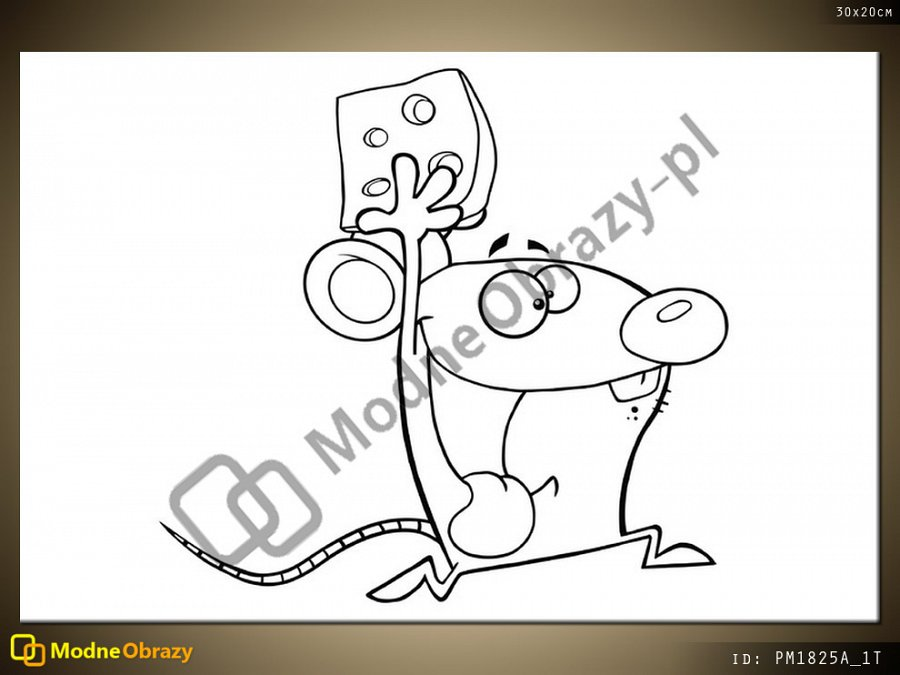 30x20cm
ModneObrazy-pl
ModneObrazy
ID: PM1825A_1T